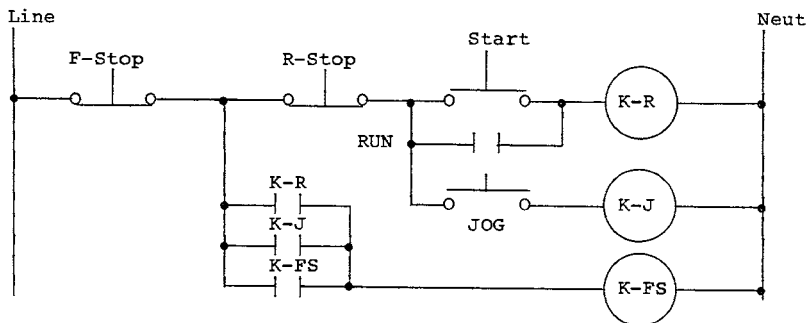 Line
Neut
F-Stop
R-Stop
Start
K-R
RUN
K-R
JOG
K-J
K-J
K-FS
K-FS